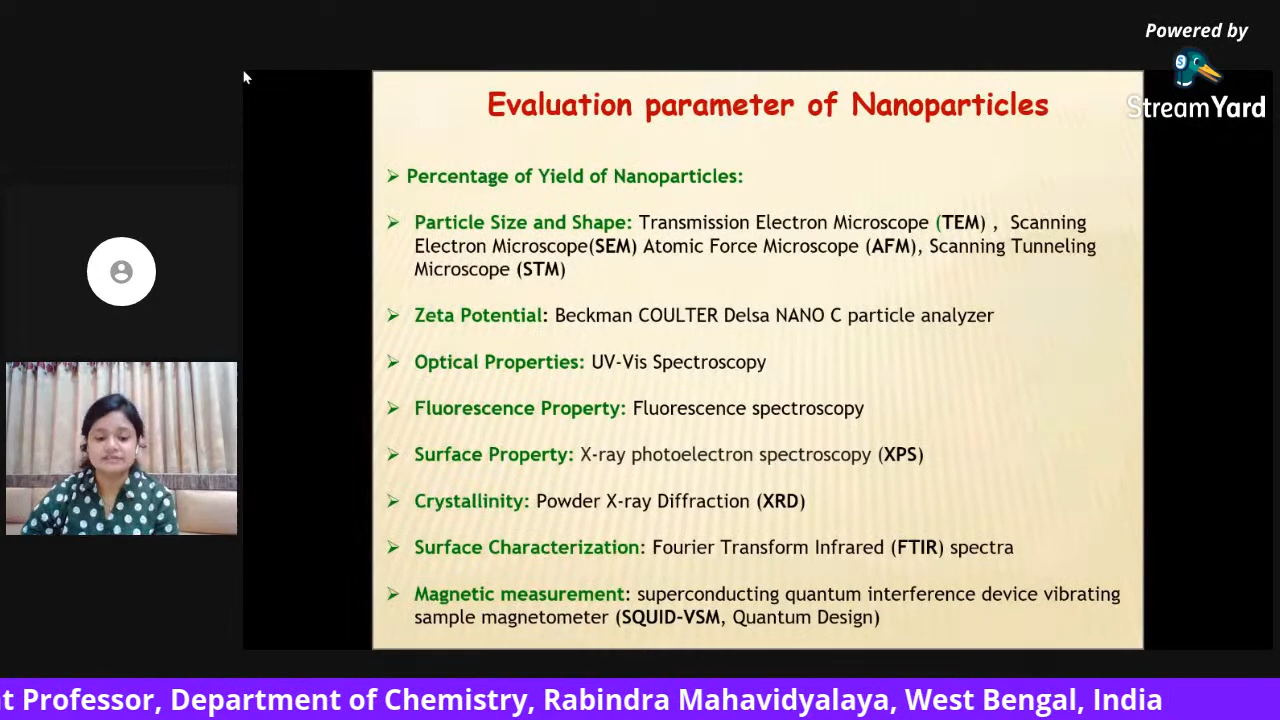 Powered by
StreamYard
Evaluation parameter of Nanoparticles
➢ Percentage of Yield of Nanoparticles:
➢ Particle Size and Shape: Transmission Electron Microscope (TEM) , Scanning
Electron Microscope(SEM) Atomic Force Microscope (AFM), Scanning Tunneling
Microscope (STM)
➢ Zeta Potential: Beckman COULTER Delsa NANO C particle analyzer
➢ Optical Properties: UV-Vis Spectroscopy
➢ Fluorescence Property: Fluorescence spectroscopy
➢ Surface Property: X-ray photoelectron spectroscopy (XPS)
➢ Crystallinity: Powder X-ray Diffraction (XRD)
➢ Surface Characterization: Fourier Transform Infrared (FTIR) spectra
➢ Magnetic measurement: superconducting quantum interference device vibrating
sample magnetometer (SQUID-VSM, Quantum Design)
t Professor, Department of Chemistry, Rabindra Mahavidyalaya, West Bengal, India